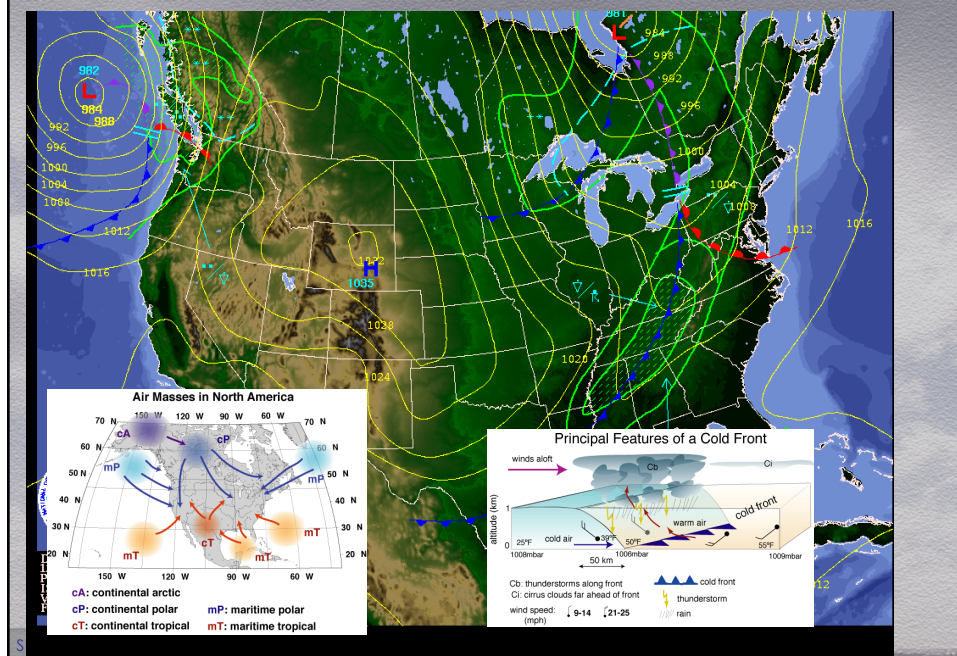 981
984
988
992
996
1000
1004
1008
1012
1016
982
L
984
988
992
996
1000
1004
1008
1012
1016
L
1032
H
1035
1028
1024
1020
1012
Air Masses in North America
150 W 120 W 90 W 60 W
70 N 70 N
60 N 60 N
50 N 50 N
40 N 40 N
30 N 30 N
20 N 20 N
cA cP
mP mP
mT cT mT mT
150 W 120 W 90 W
cA: continental arctic
cP: continental polar mP: maritime polar
cT: continental tropical mT: maritime tropical
Principal Features of a Cold Front
winds aloft
Cb
Ci
altitude (km)
1
0
cold front
warm air
cold air
25ºF 39ºF 50ºF 55ºF
1008mbar 1006mbar 1009mbar
50 km
Cb: thunderstorms along front
Ci: cirrus clouds far ahead of front
wind speed: 9-14 21-25
(mph)
cold front
thunderstorm
rain
S